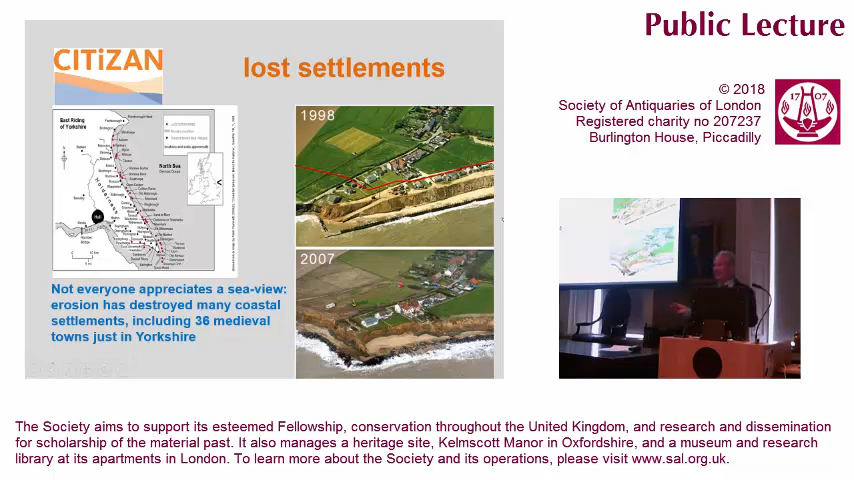 Public Lecture
© 2018
Society of Antiquaries of London
Registered charity no 207237
Burlington House, Piccadilly
1707
CITiZAN
lost settlements
East Riding
of Yorkshire
North Sea
Hull
1998
2007
Not everyone appreciates a sea-view:
erosion has destroyed many coastal
settlements, including 36 medieval
towns just in Yorkshire
The Society aims to support its esteemed Fellowship, conservation throughout the United Kingdom, and research and dissemination
for scholarship of the material past. It also manages a heritage site, Kelmscott Manor in Oxfordshire, and a museum and research
library at its apartments in London. To learn more about the Society and its operations, please visit www.sal.org.uk.